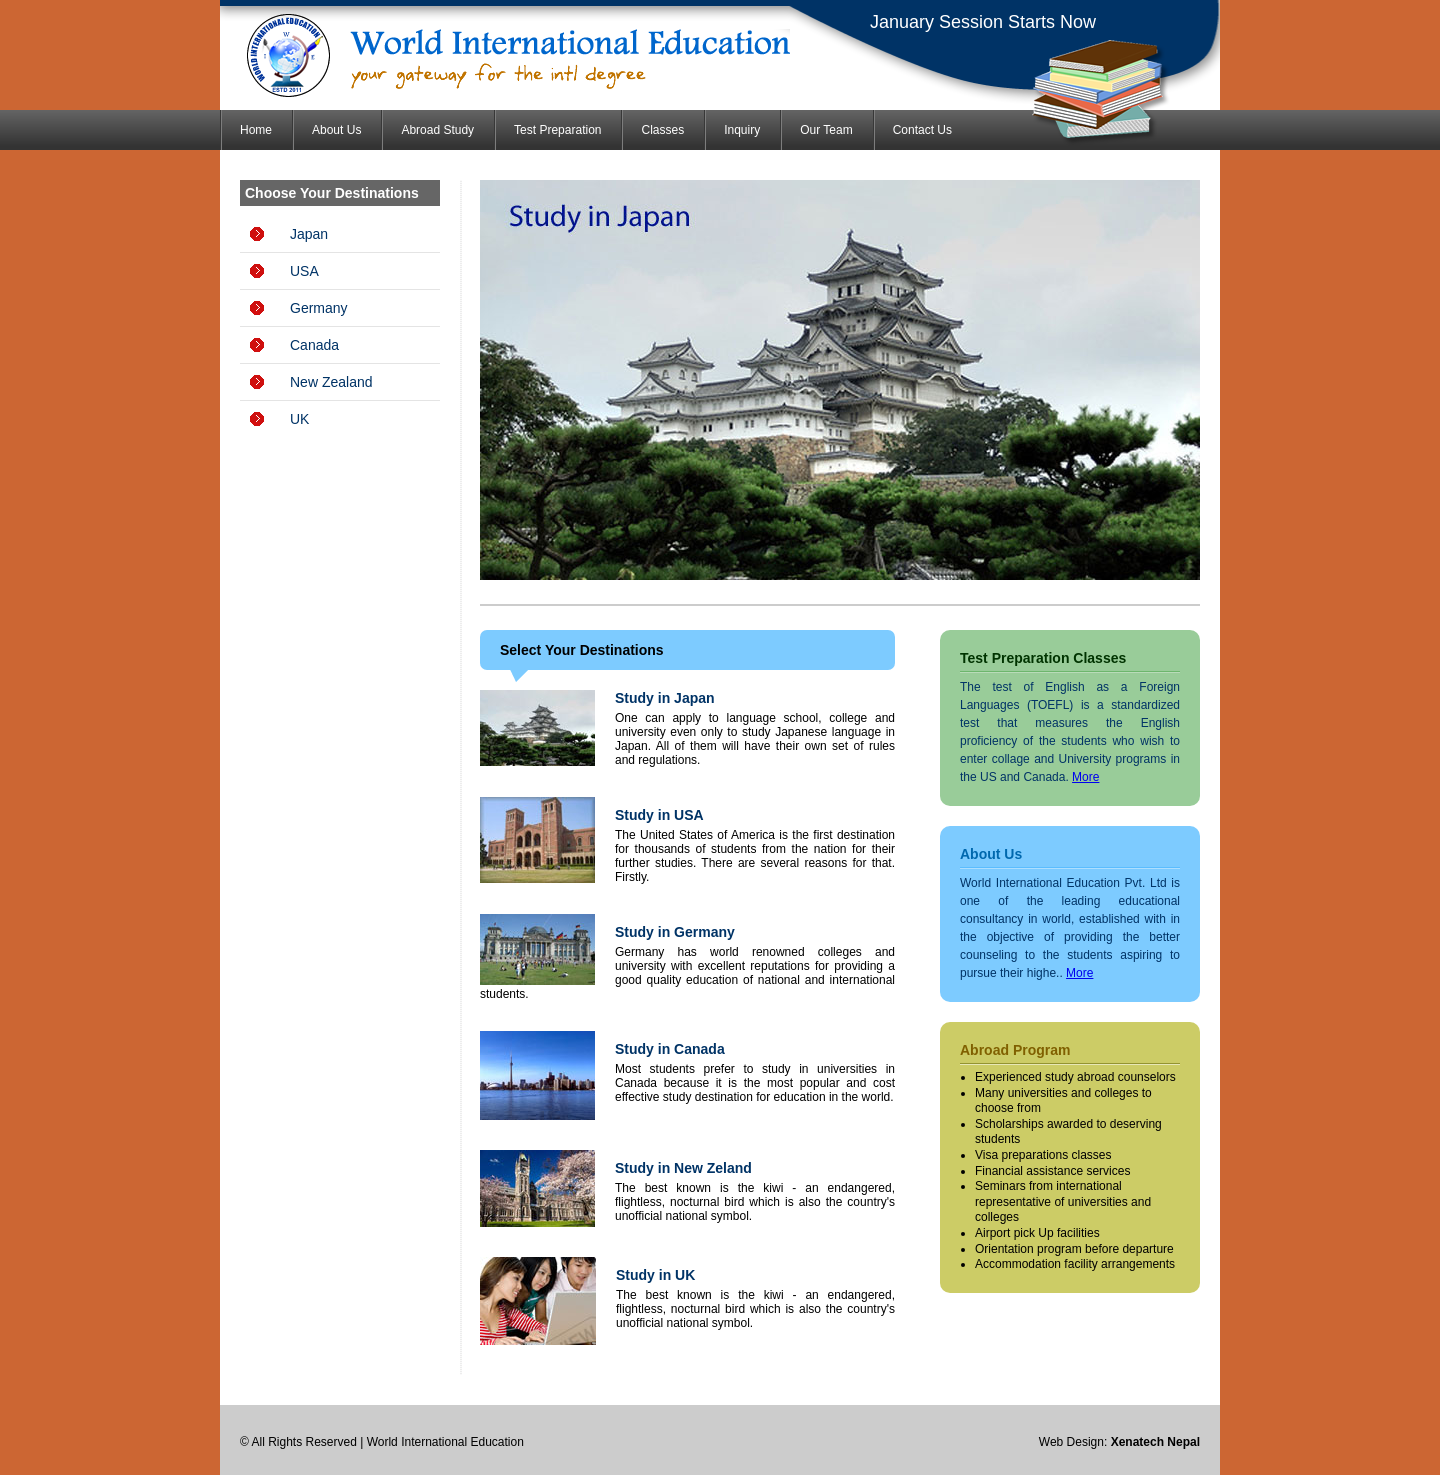 WORLD INTERNATIONAL EDUCATION
W
I
E
ESTD 2011
World International Education
your gateway for the intl degree
January Session Starts Now
Home
About Us
Abroad Study
Test Preparation
Classes
Inquiry
Our Team
Contact Us
Choose Your Destinations
Japan
USA
Germany
Canada
New Zealand
UK
Study in Japan
Select Your Destinations
Study in Japan
One can apply to language school, college and
university even only to study Japanese language in
Japan. All of them will have their own set of rules
and regulations.
Study in USA
The United States of America is the first destination
for thousands of students from the nation for their
further studies. There are several reasons for that.
Firstly.
Study in Germany
Germany has world renowned colleges and
university with excellent reputations for providing a
good quality education of national and international
students.
Study in Canada
Most students prefer to study in universities in
Canada because it is the most popular and cost
effective study destination for education in the world.
Study in New Zeland
The best known is the kiwi - an endangered,
flightless, nocturnal bird which is also the country's
unofficial national symbol.
Study in UK
The best known is the kiwi - an endangered,
flightless, nocturnal bird which is also the country's
unofficial national symbol.
Test Preparation Classes
The test of English as a Foreign
Languages (TOEFL) is a standardized
test that measures the English
proficiency of the students who wish to
enter collage and University programs in
the US and Canada. More
About Us
World International Education Pvt. Ltd is
one of the leading educational
consultancy in world, established with in
the objective of providing the better
counseling to the students aspiring to
pursue their highe.. More
Abroad Program
• Experienced study abroad counselors
• Many universities and colleges to
choose from
• Scholarships awarded to deserving
students
• Visa preparations classes
• Financial assistance services
• Seminars from international
representative of universities and
colleges
• Airport pick Up facilities
• Orientation program before departure
• Accommodation facility arrangements
© All Rights Reserved | World International Education
Web Design: Xenatech Nepal